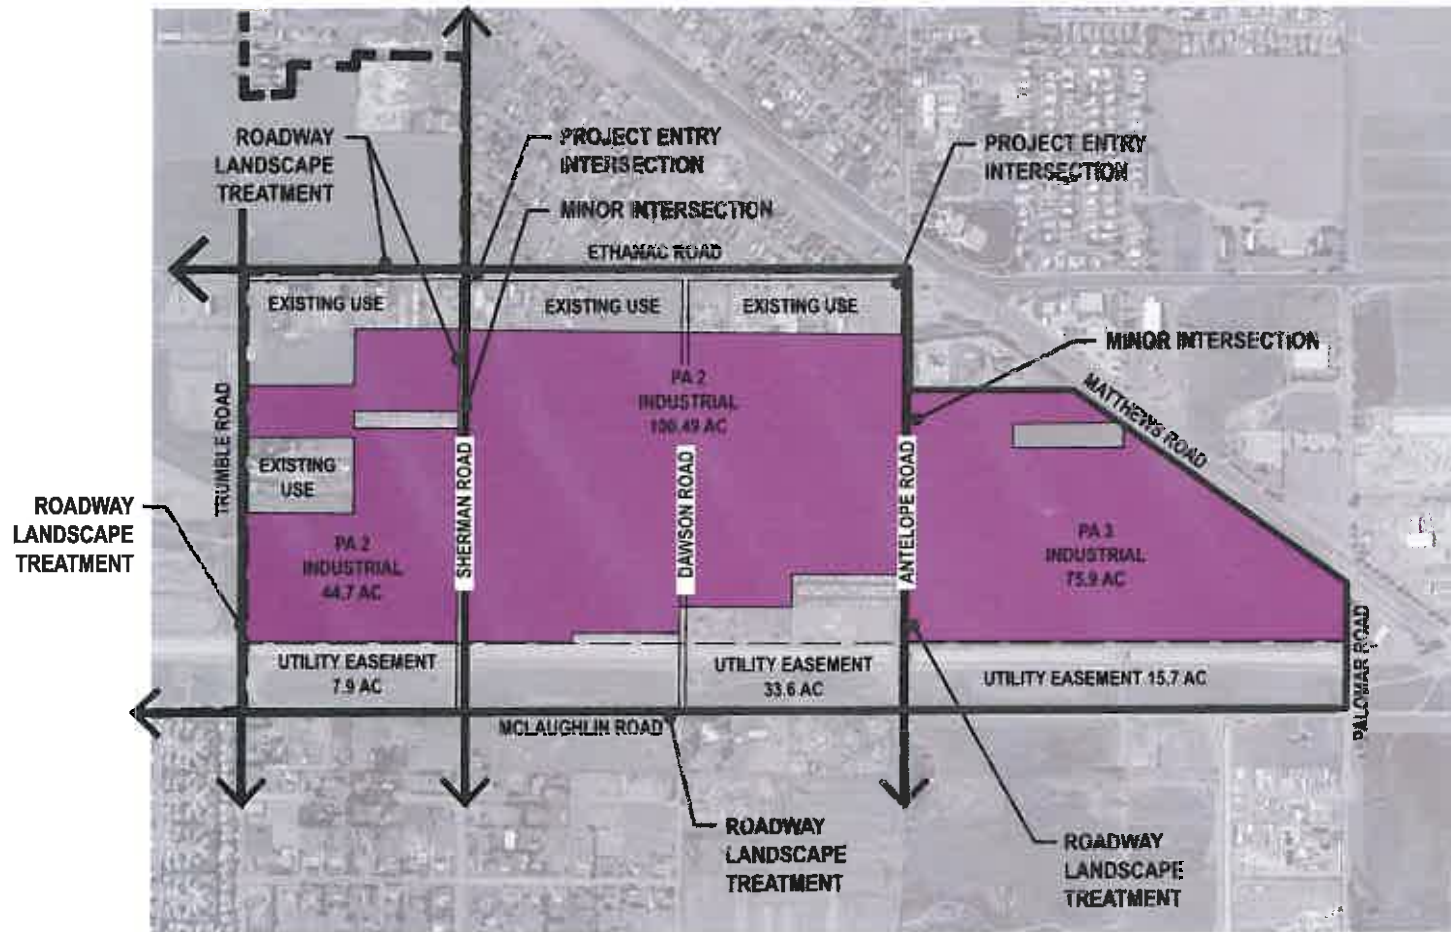 ROADWAY
LANDSCAPE
TREATMENT
PROJECT ENTRY
INTERSECTION
PROJECT ENTRY
INTERSECTION
MINOR INTERSECTION
ETHANAC ROAD
EXISTING USE
EXISTING USE
EXISTING USE
MINOR INTERSECTION
PA 2
INDUSTRIAL
100.49 AC
MATTHEWS ROAD
TRUMBLE ROAD
EXISTING
USE
SHERMAN ROAD
DAWSON ROAD
ANTELOPE ROAD
ROADWAY
LANDSCAPE
TREATMENT
PA 2
INDUSTRIAL
44.7 AC
PA 3
INDUSTRIAL
75.9 AC
UTILITY EASEMENT
7.9 AC
UTILITY EASEMENT
33.6 AC
UTILITY EASEMENT 15.7 AC
PALOMAR ROAD
MCLAUGHLIN ROAD
ROADWAY
LANDSCAPE
TREATMENT
ROADWAY
LANDSCAPE
TREATMENT